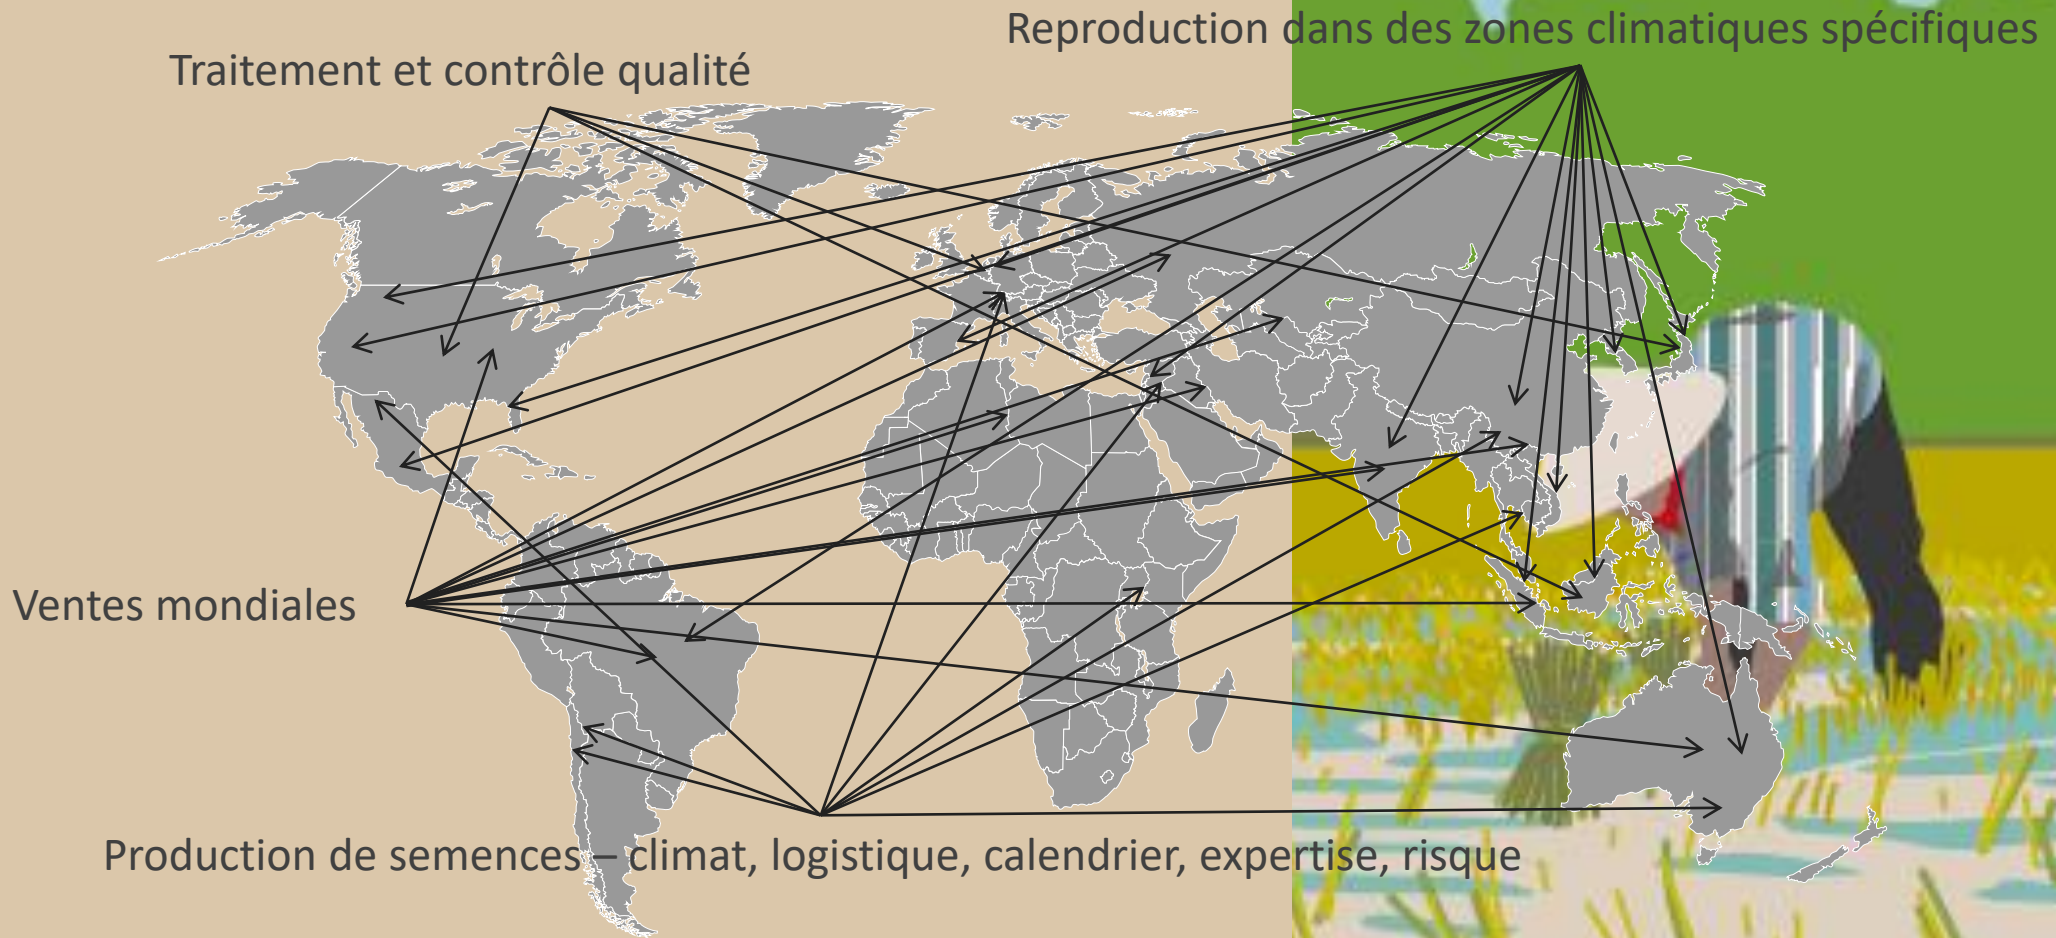 Reproduction dans des zones climatiques spécifiques
Traitement et contrôle qualité
Ventes mondiales
Production de semences – climat, logistique, calendrier, expertise, risque